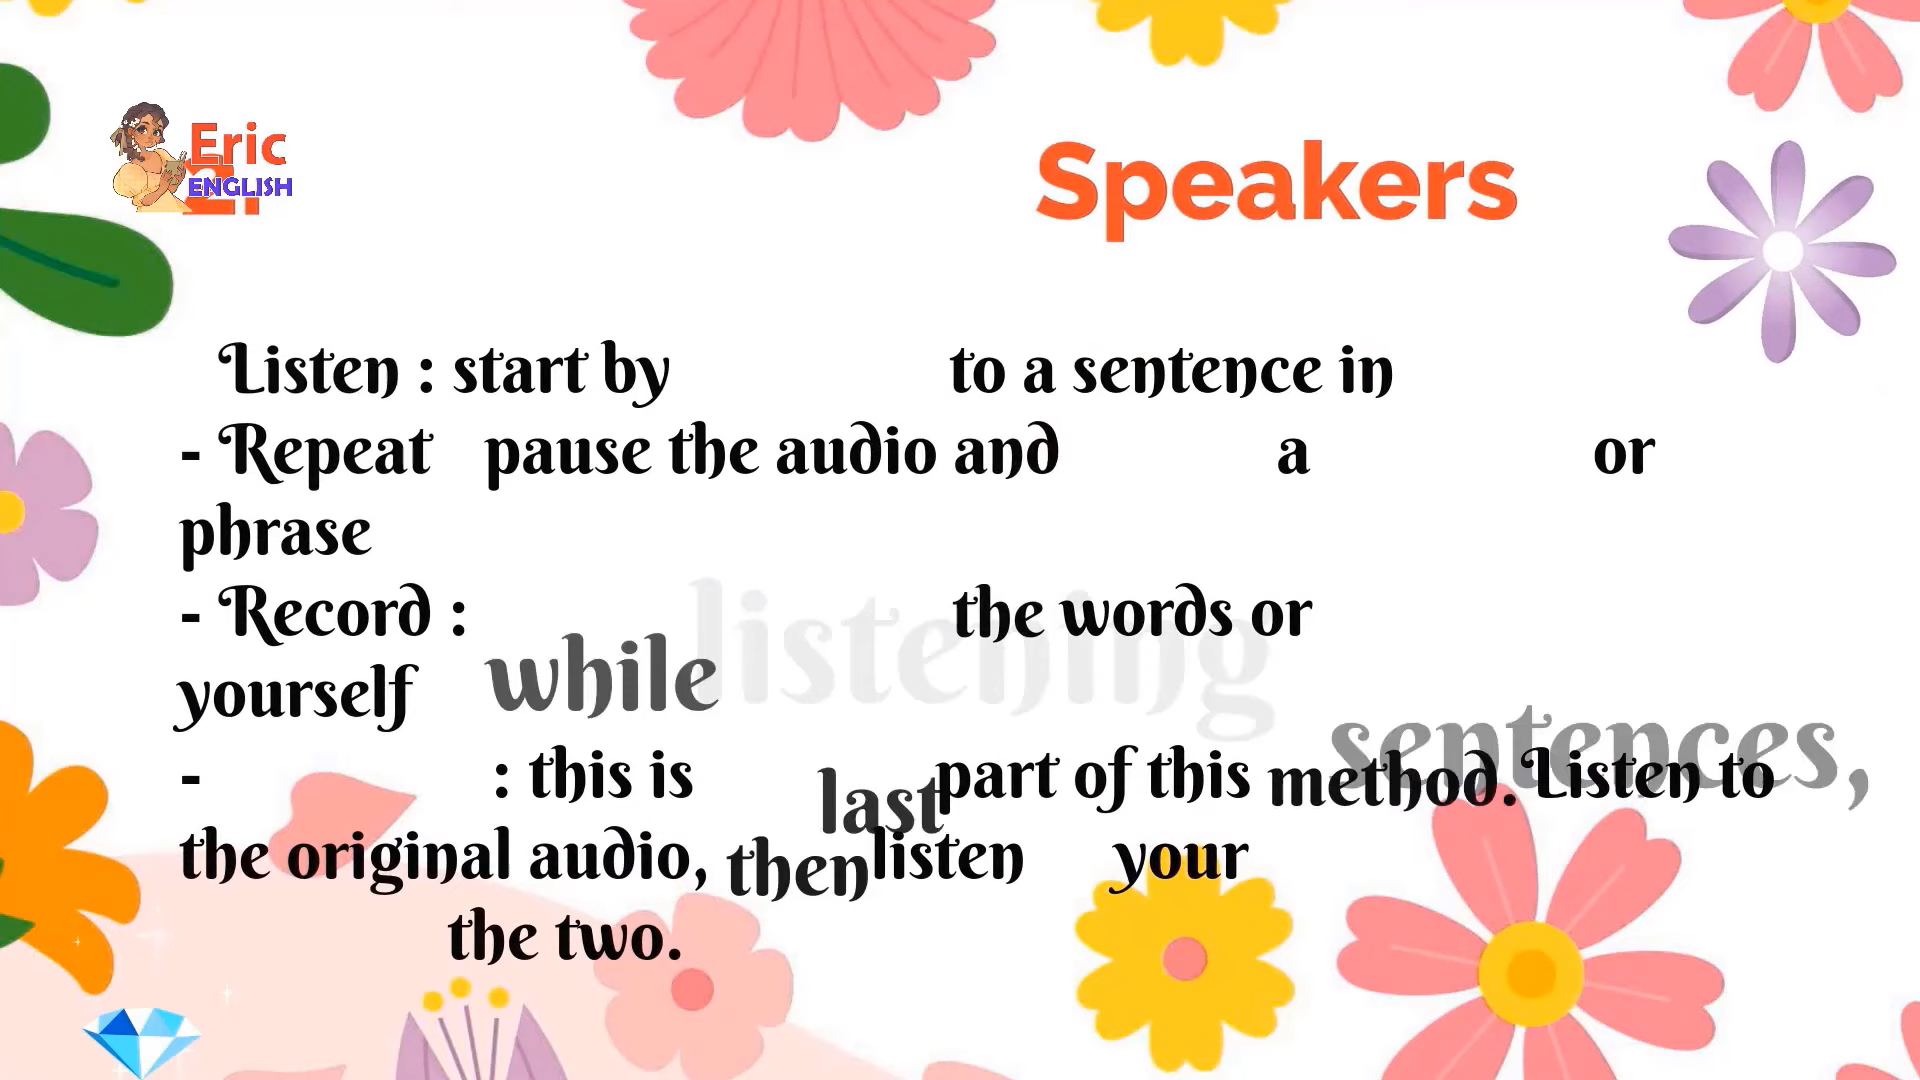 Eric
ENGLISH
2.
Speakers
Listen : start by to a sentence in
- Repeat pause the audio and a or
phrase
- Record : listening the words or
yourself while sentences,
- : this is last part of this method. Listen to
the original audio, then listen your
the two.